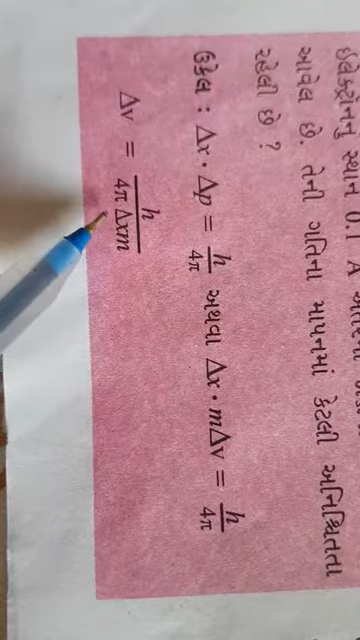 ઇલેક્ટ્રોનનું સ્થાન 0.1 Å
આવેલ છે. તેની ગતિના માપનમાં કેટલી અનિશ્ચિતતા
રહેલી છે ?
ઉકેલ : Δx · Δp = h/4π અથવા Δx · mΔv = h/4π
Δv = h/4πΔxm